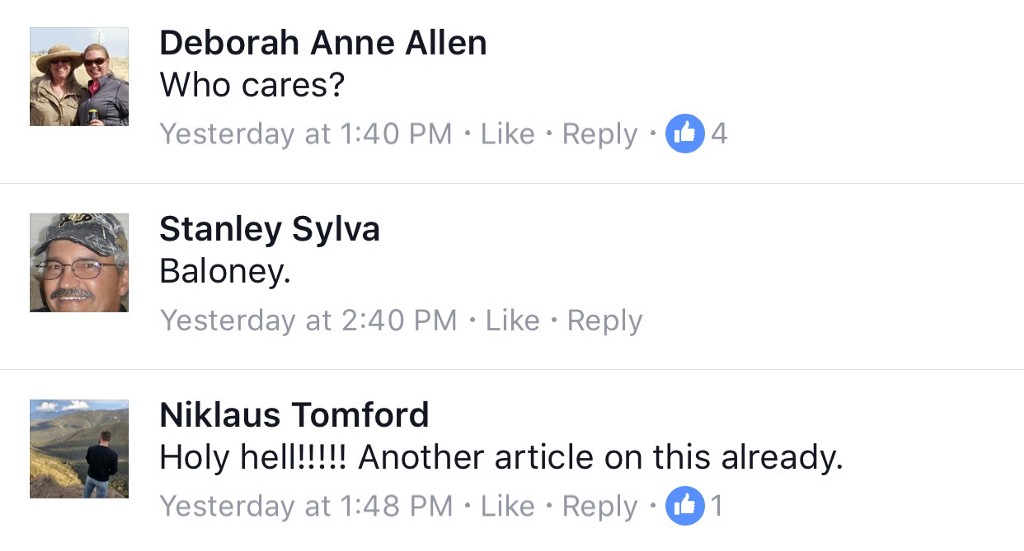 Deborah Anne Allen
Who cares?
Yesterday at 1:40 PM · Like · Reply · 4
Stanley Sylva
Baloney.
Yesterday at 2:40 PM · Like · Reply
Niklaus Tomford
Holy hell!!!!! Another article on this already.
Yesterday at 1:48 PM · Like · Reply · 1